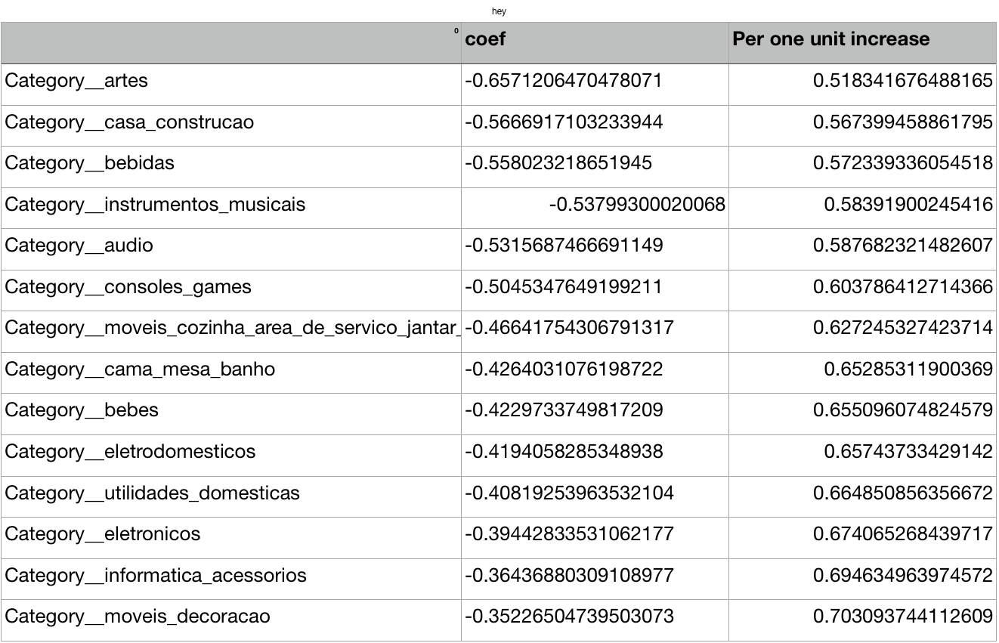 hey
0 coef Per one unit increase
Category__artes -0.6571206470478071 0.518341676488165
Category__casa_construcao -0.5666917103233944 0.567399458861795
Category__bebidas -0.558023218651945 0.572339336054518
Category__instrumentos_musicais -0.53799300020068 0.58391900245416
Category__audio -0.5315687466691149 0.587682321482607
Category__consoles_games -0.5045347649199211 0.603786412714366
Category__moveis_cozinha_area_de_servico_jantar_ -0.46641754306791317 0.627245327423714
Category__cama_mesa_banho -0.4264031076198722 0.65285311900369
Category__bebes -0.4229733749817209 0.655096074824579
Category__eletrodomesticos -0.4194058285348938 0.65743733429142
Category__utilidades_domesticas -0.40819253963532104 0.664850856356672
Category__eletronicos -0.39442833531062177 0.674065268439717
Category__informatica_acessorios -0.36436880309108977 0.694634963974572
Category__moveis_decoracao -0.35226504739503073 0.703093744112609